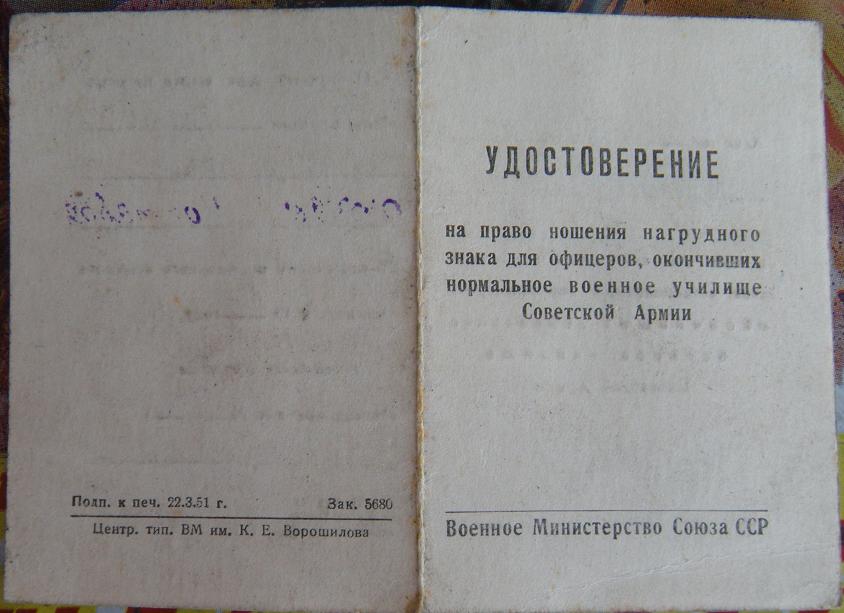 УДОСТОВЕРЕНИЕ
на право ношения нагрудного
знака для офицеров, окончивших
нормальное военное училище
Советской Армии
Военное Министерство Союза ССР
Подп. к печ. 22.3.51 г. Зак. 5680
Центр. тип. ВМ им. К. Е. Ворошилова